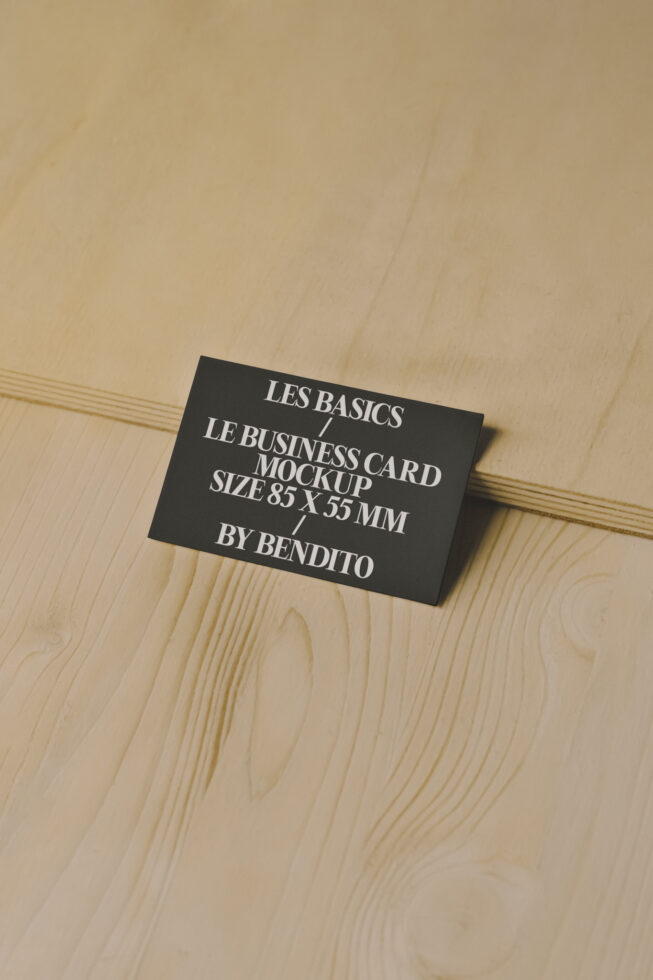 LES BASICS
/
LE BUSINESS CARD
MOCKUP
SIZE 85 X 55 MM
/
BY BENDITO